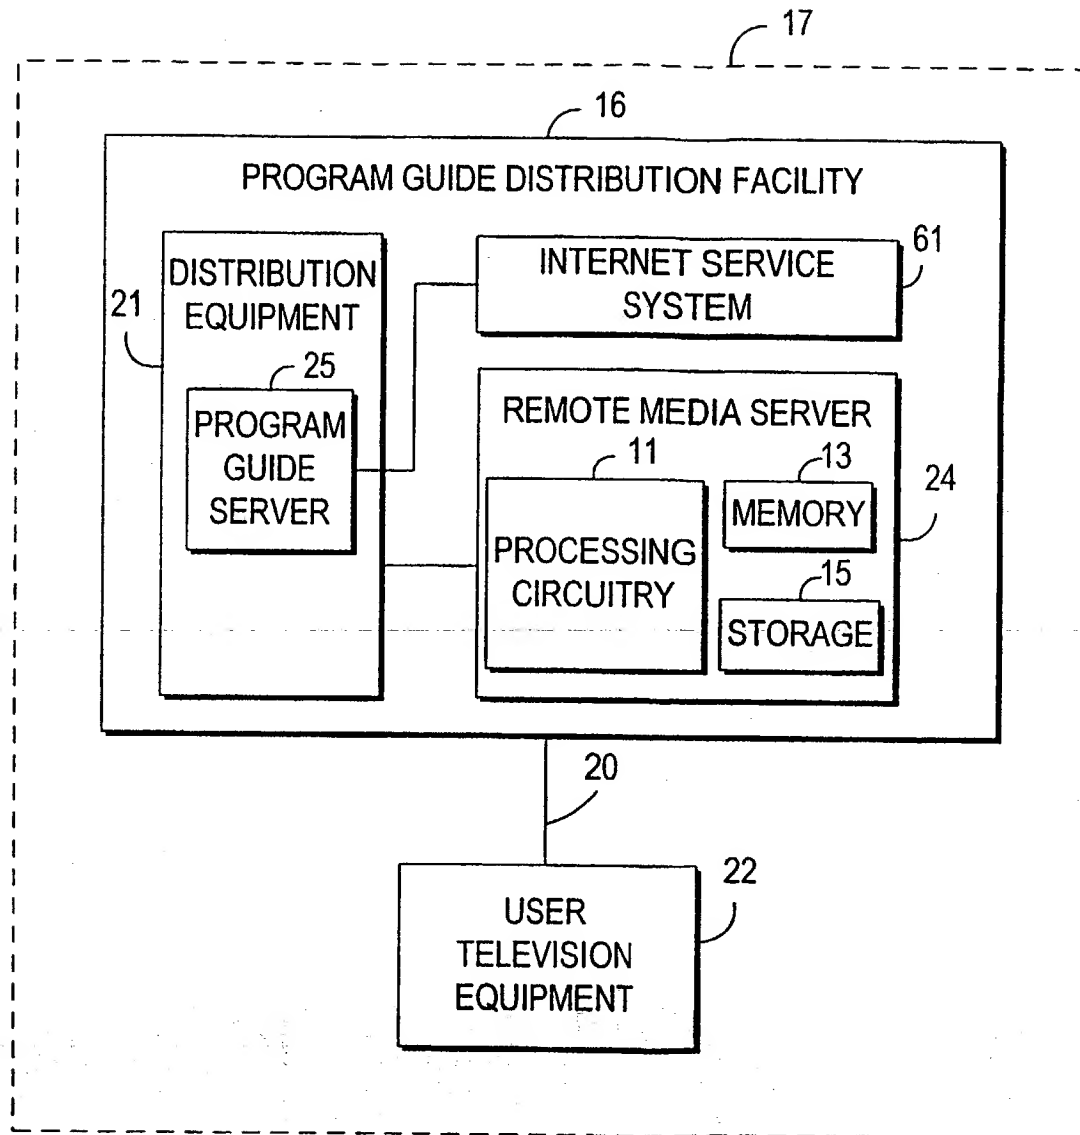 17
16
PROGRAM GUIDE DISTRIBUTION FACILITY
DISTRIBUTION
EQUIPMENT
21
25
PROGRAM
GUIDE
SERVER
INTERNET SERVICE
SYSTEM
61
REMOTE MEDIA SERVER
11
PROCESSING
CIRCUITRY
13
MEMORY
24
15
STORAGE
20
22
USER
TELEVISION
EQUIPMENT